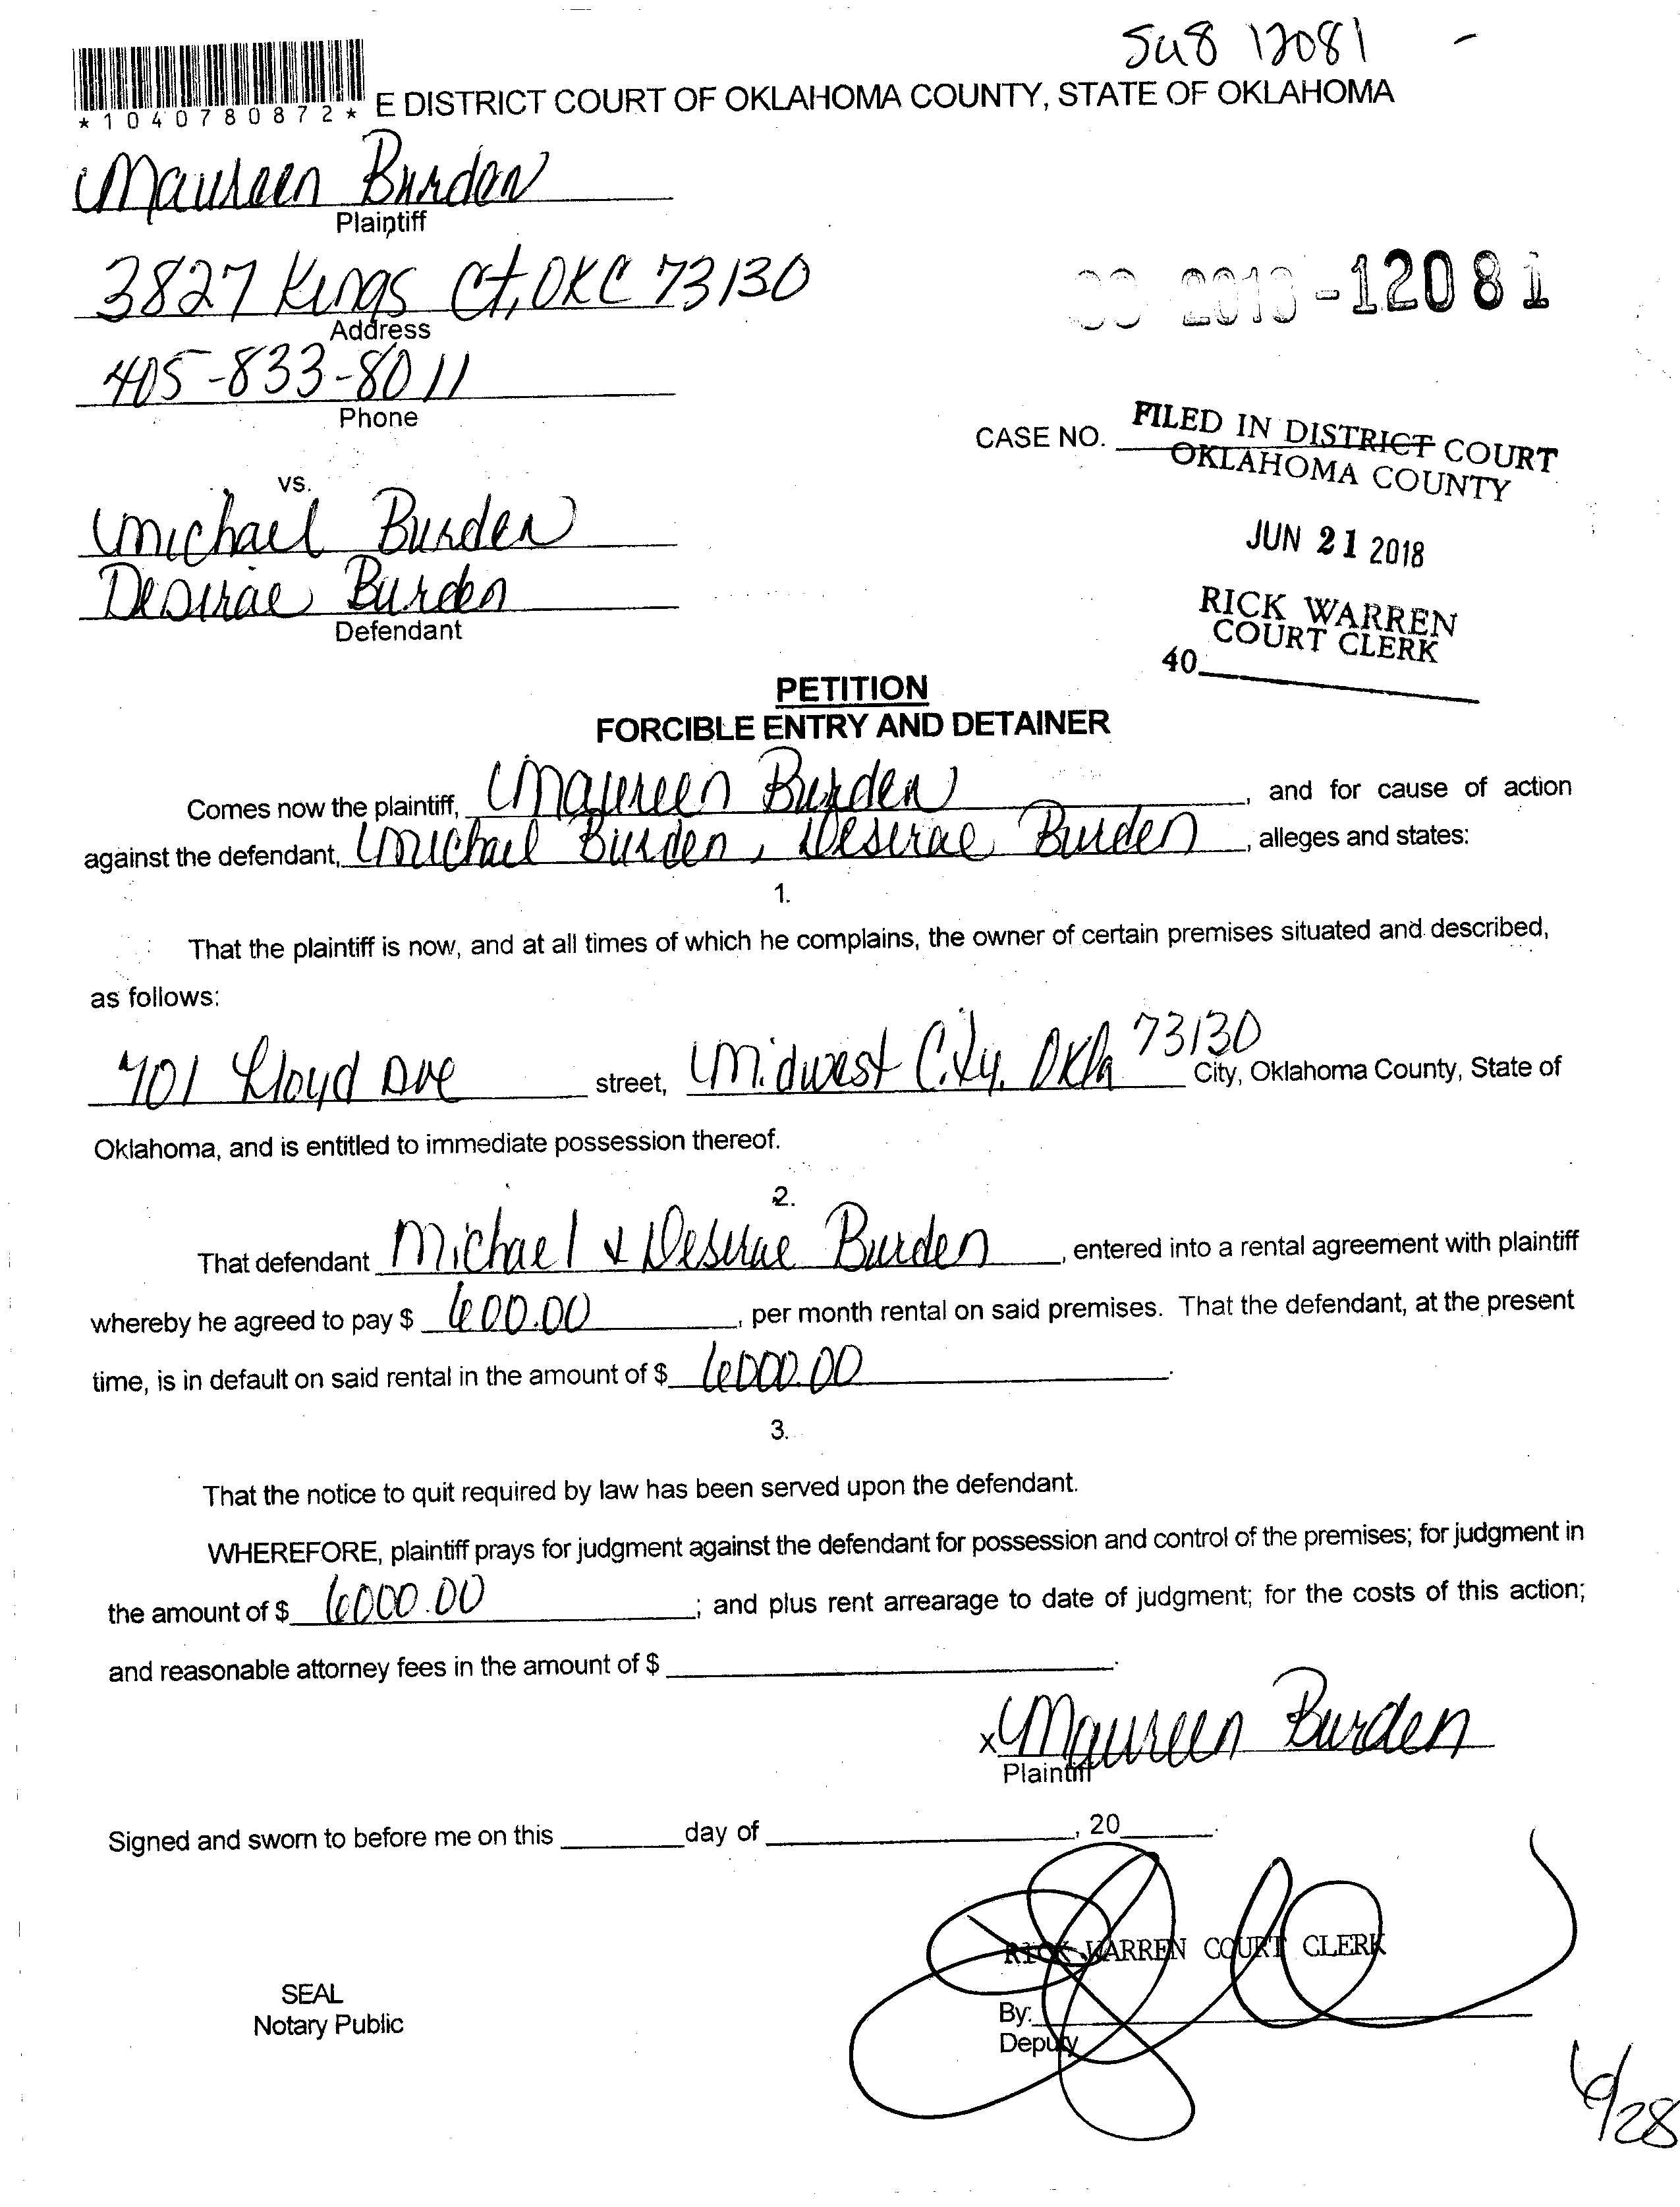 Su8 12081
*1040780872* E DISTRICT COURT OF OKLAHOMA COUNTY, STATE OF OKLAHOMA
Maureen Burden
Plaintiff
3827 Kings Ct, OKC 73130
Address
-12081
405-833-8011
Phone
CASE NO.
FILED IN DISTRICT COURT
OKLAHOMA COUNTY
JUN 21 2018
RICK WARREN
COURT CLERK
40
vs.
Michael Burden
Desirae Burden
Defendant
PETITION
FORCIBLE ENTRY AND DETAINER
Comes now the plaintiff, Maureen Burden, and for cause of action
against the defendant, Michael Burden, Desirae Burden, alleges and states:
1.
That the plaintiff is now, and at all times of which he complains, the owner of certain premises situated and described,
as follows:
701 Lloyd Ave street, Midwest City, Okla 73130 City, Oklahoma County, State of
Oklahoma, and is entitled to immediate possession thereof.
2.
That defendant Michael & Desirae Burden, entered into a rental agreement with plaintiff
whereby he agreed to pay $ 600.00, per month rental on said premises. That the defendant, at the present
time, is in default on said rental in the amount of $ 6000.00.
3.
That the notice to quit required by law has been served upon the defendant.
WHEREFORE, plaintiff prays for judgment against the defendant for possession and control of the premises; for judgment in
the amount of $ 6000.00; and plus rent arrearage to date of judgment; for the costs of this action;
and reasonable attorney fees in the amount of $ .
x Maureen Burden
Plaintiff
Signed and sworn to before me on this day of , 20 .
RICK WARREN COURT CLERK
SEAL
Notary Public
By:
Deputy
6/28